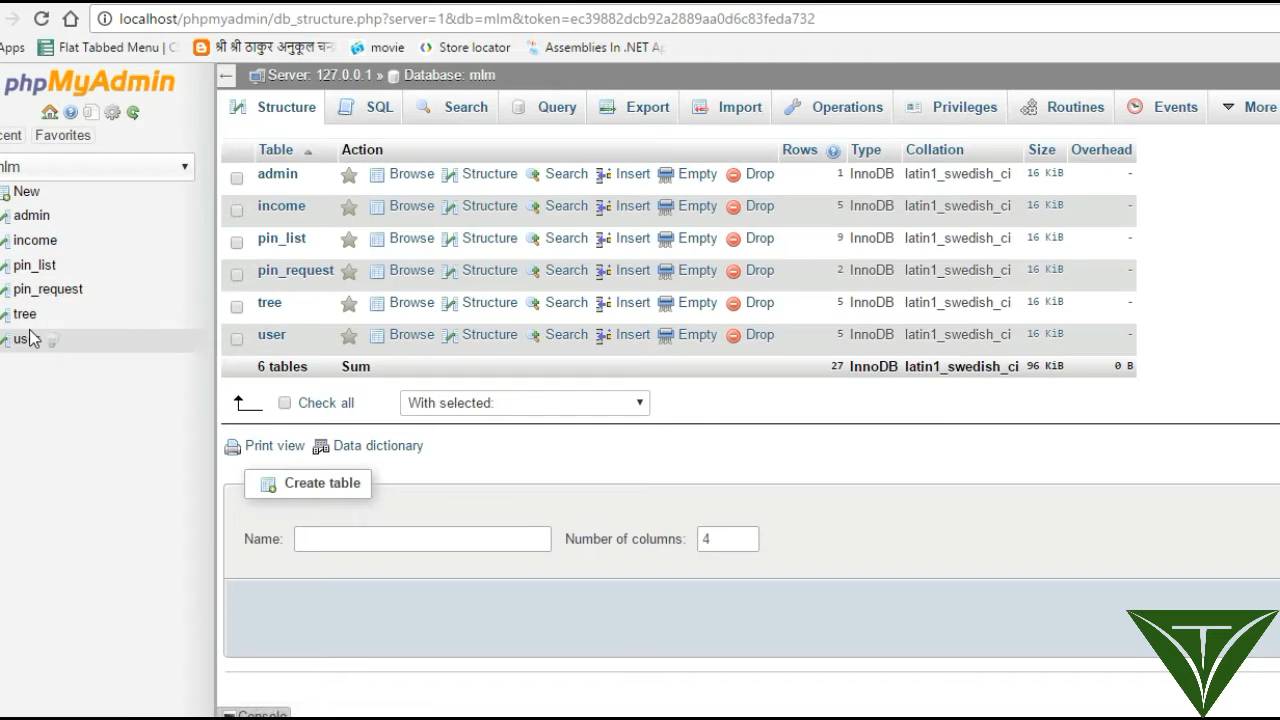 localhost/phpmyadmin/db_structure.php?server=1&db=mlm&token=ec39882dcb92a2889aa0d6c83feda732
Apps Flat Tabbed Menu | C श्री श्री ठाकुर अनुकूल चन्द्र movie Store locator Assemblies In .NET Ap
phpMyAdmin
Server: 127.0.0.1 » Database: mlm
Structure SQL Search Query Export Import Operations Privileges Routines Events More
cent Favorites
mlm
New
admin
income
pin_list
pin_request
tree
us
Table Action Rows Type Collation Size Overhead
admin Browse Structure Search Insert Empty Drop 1 InnoDB latin1_swedish_ci 16 KiB -
income Browse Structure Search Insert Empty Drop 5 InnoDB latin1_swedish_ci 16 KiB -
pin_list Browse Structure Search Insert Empty Drop 9 InnoDB latin1_swedish_ci 16 KiB -
pin_request Browse Structure Search Insert Empty Drop 2 InnoDB latin1_swedish_ci 16 KiB -
tree Browse Structure Search Insert Empty Drop 5 InnoDB latin1_swedish_ci 16 KiB -
user Browse Structure Search Insert Empty Drop 5 InnoDB latin1_swedish_ci 16 KiB -
6 tables Sum 27 InnoDB latin1_swedish_ci 96 KiB 0 B
Check all With selected:
Print view Data dictionary
Create table
Name: Number of columns: 4
Console